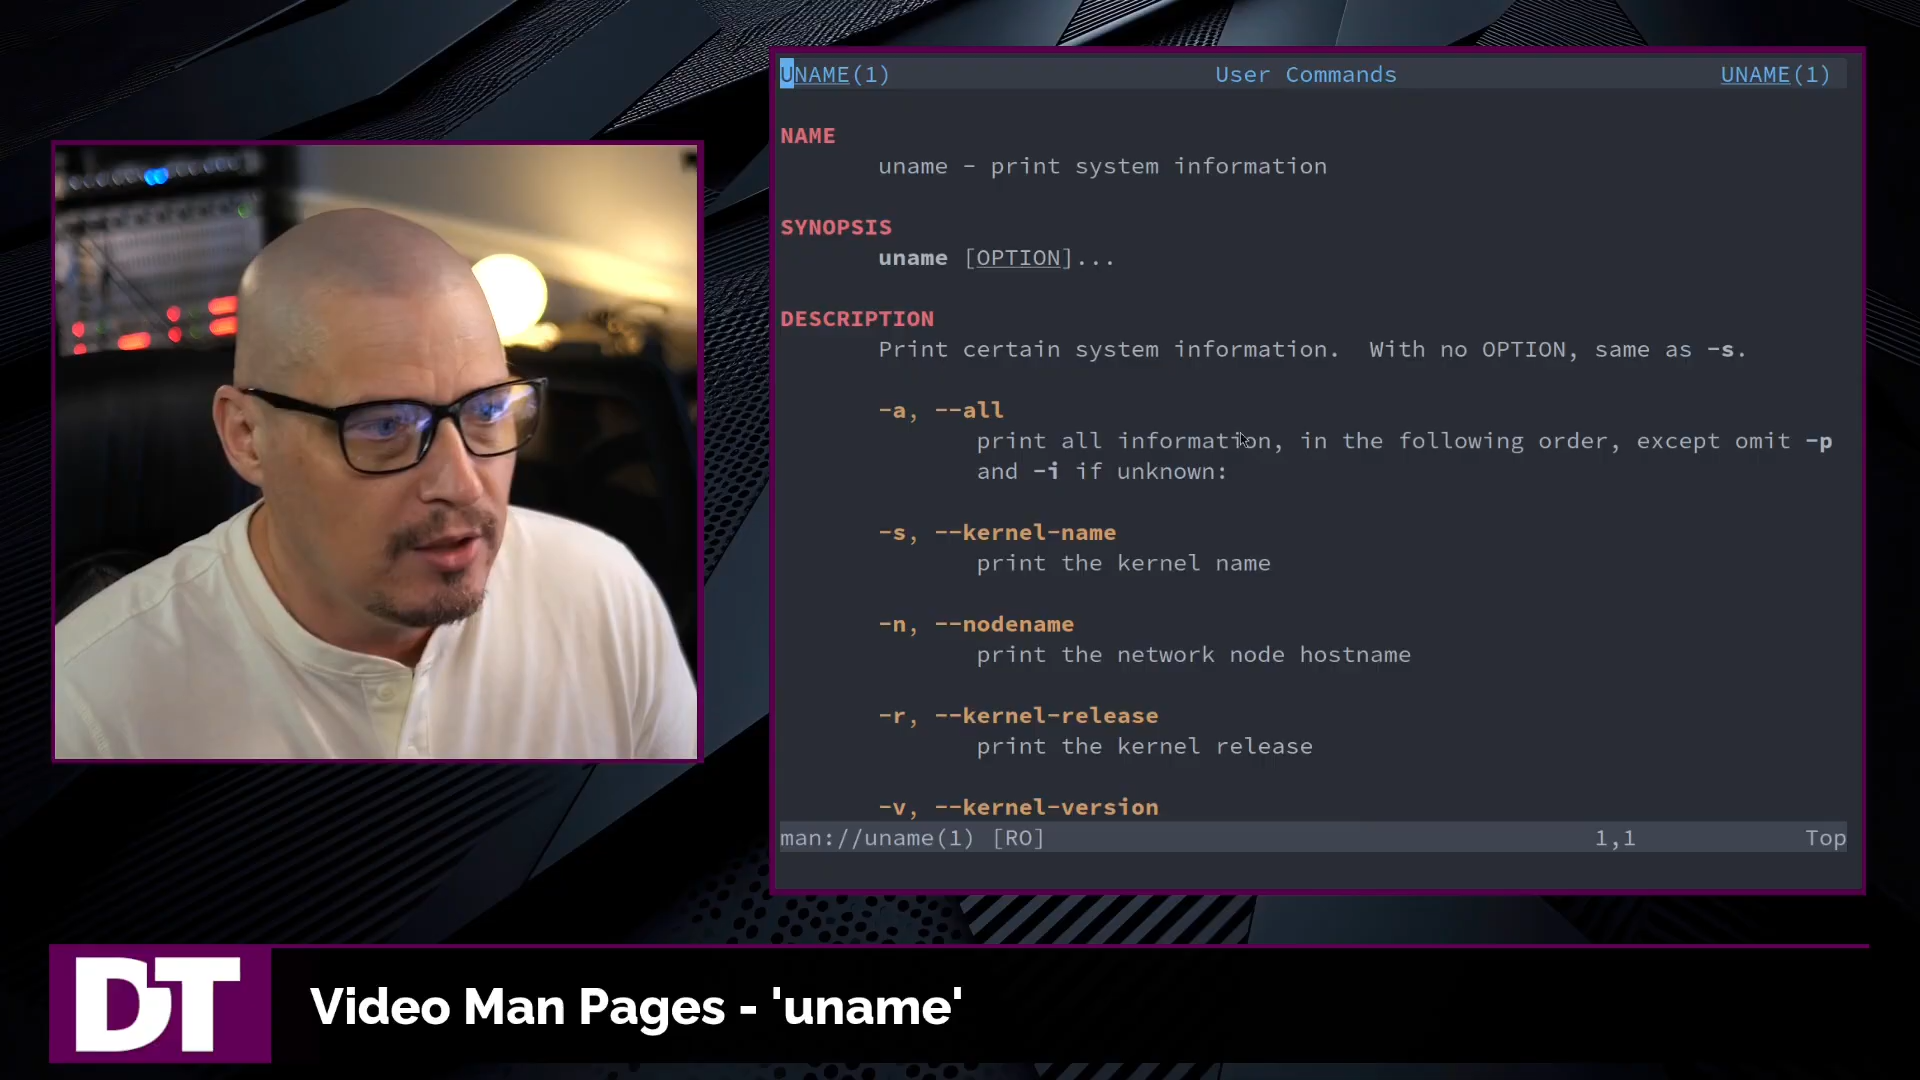 UNAME(1) User Commands UNAME(1)
NAME
uname - print system information
SYNOPSIS
uname [OPTION]...
DESCRIPTION
Print certain system information. With no OPTION, same as -s.
-a, --all
print all information, in the following order, except omit -p
and -i if unknown:
-s, --kernel-name
print the kernel name
-n, --nodename
print the network node hostname
-r, --kernel-release
print the kernel release
-v, --kernel-version
man://uname(1) [RO] 1,1 Top
DT
Video Man Pages - 'uname'